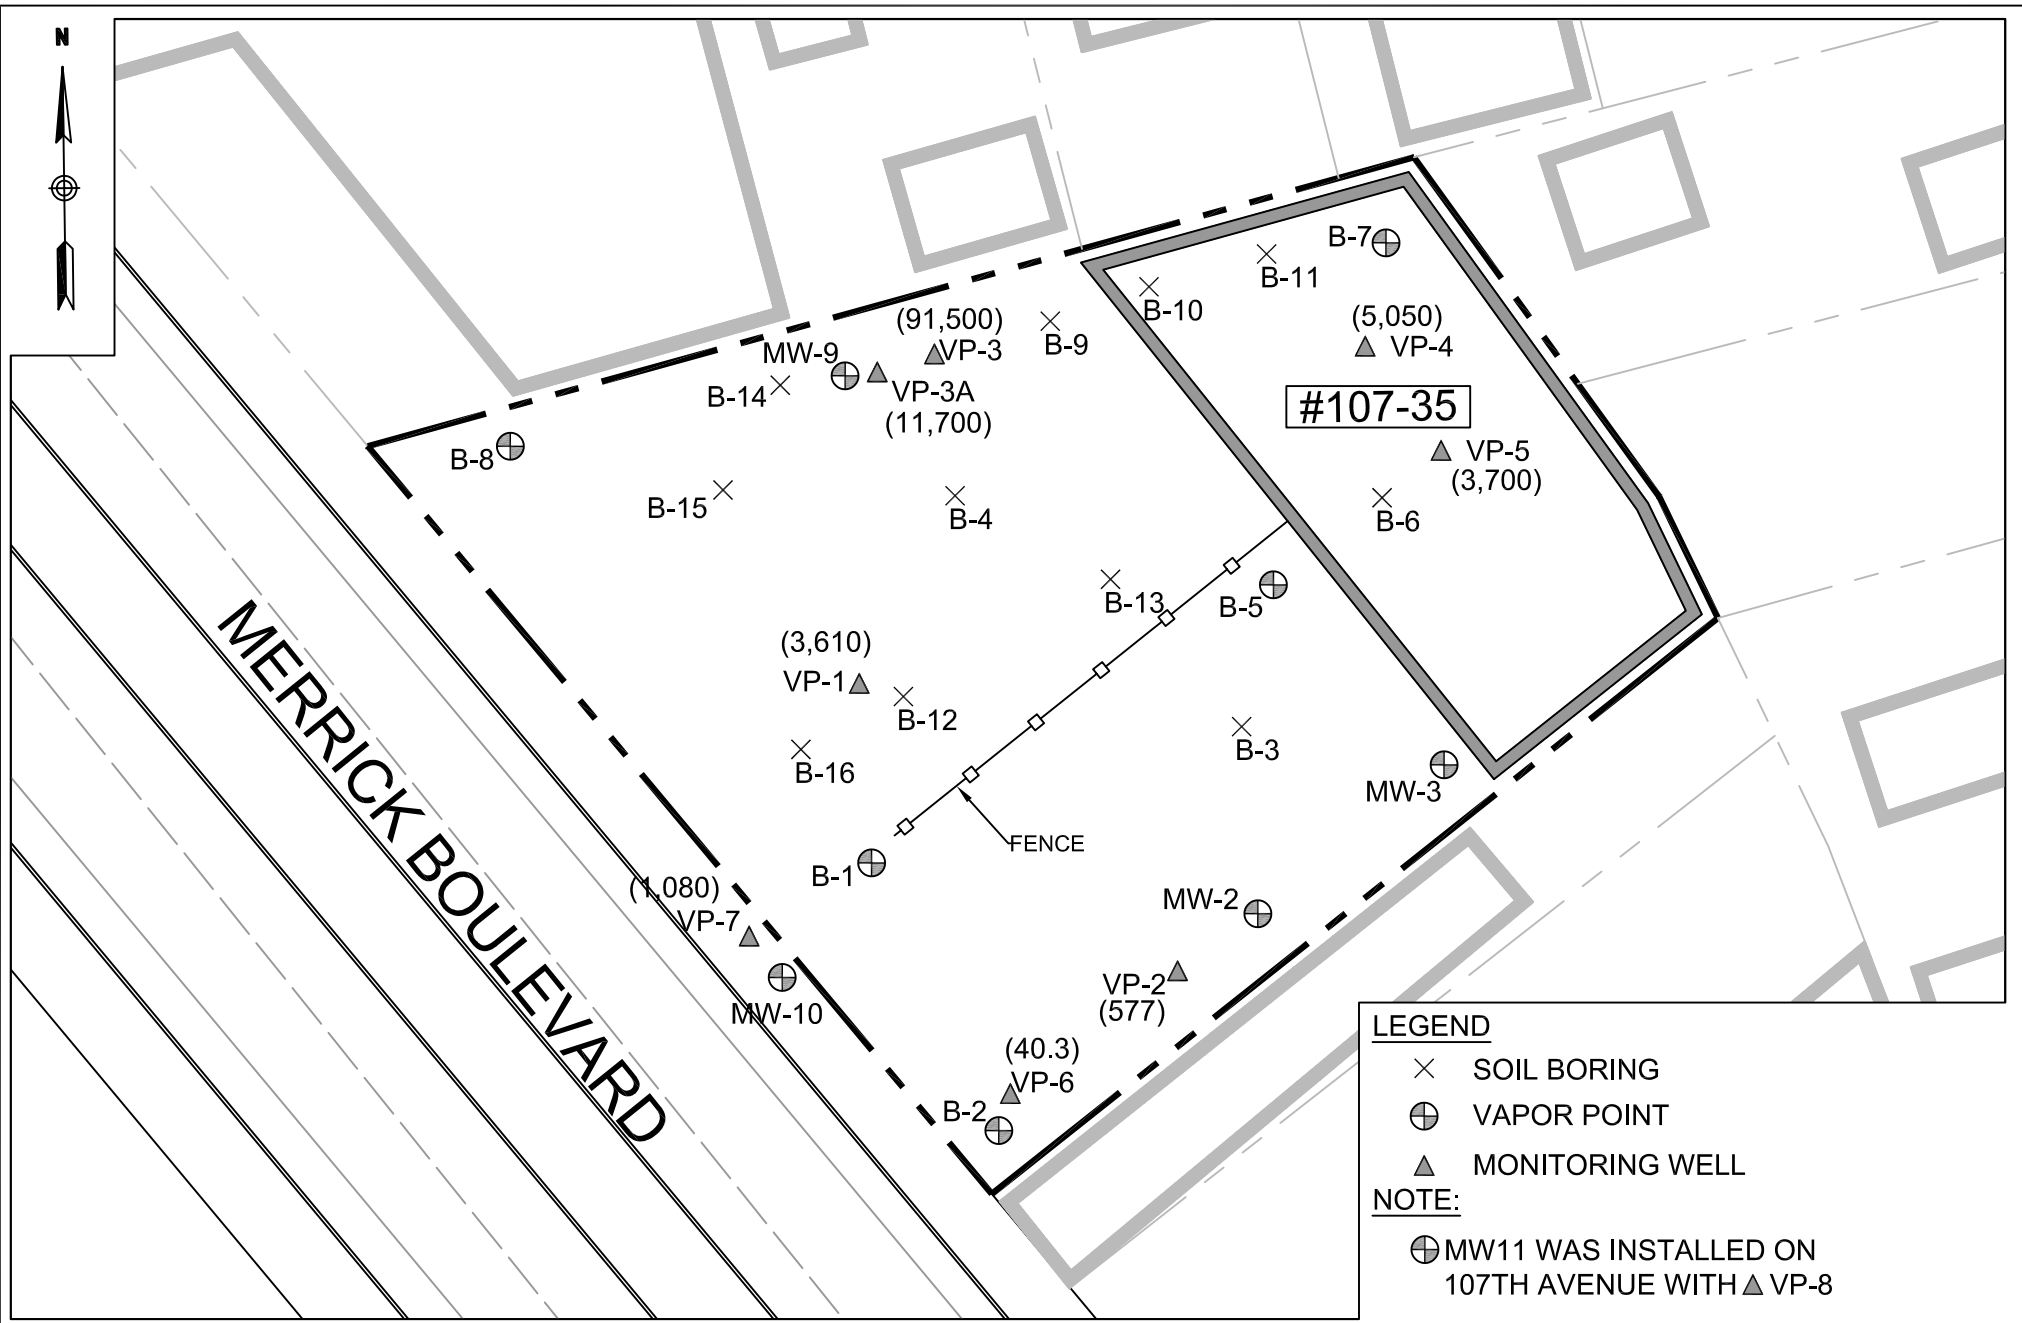 N
B-7
B-11
B-10
(91,500)
VP-3
B-9
(5,050)
VP-4
MW-9
B-14
VP-3A
(11,700)
#107-35
B-8
VP-5
(3,700)
B-15
B-4
B-6
B-13
B-5
(3,610)
VP-1
B-12
B-3
B-16
MW-3
FENCE
B-1
(1,080)
VP-7
MW-2
MERRICK BOULEVARD
VP-2
(577)
MW-10
(40.3)
VP-6
B-2
LEGEND
SOIL BORING
VAPOR POINT
MONITORING WELL
NOTE:
MW11 WAS INSTALLED ON
107TH AVENUE WITH VP-8